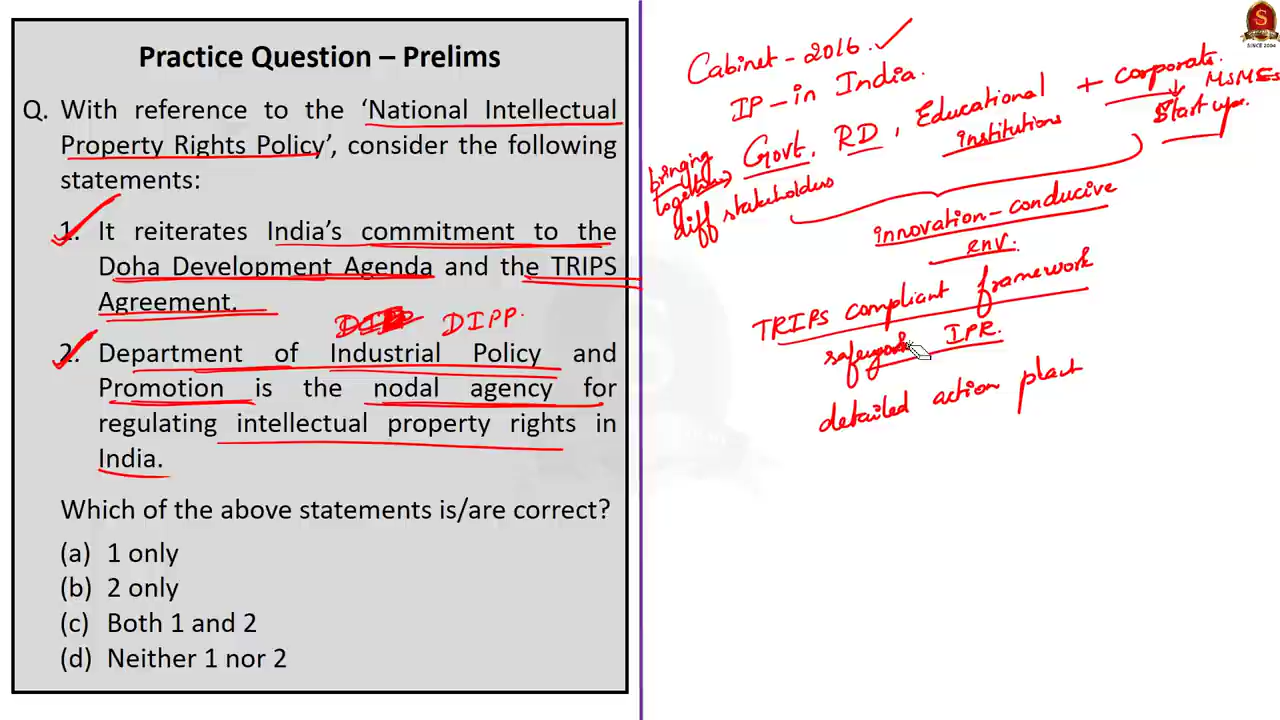 Practice Question – Prelims
Q. With reference to the ‘National Intellectual
Property Rights Policy’, consider the following
statements:
1. It reiterates India’s commitment to the
Doha Development Agenda and the TRIPS
Agreement.
DIPP.
2. Department of Industrial Policy and
Promotion is the nodal agency for
regulating intellectual property rights in
India.
Which of the above statements is/are correct?
(a) 1 only
(b) 2 only
(c) Both 1 and 2
(d) Neither 1 nor 2
Cabinet - 2016.
IP - in India.
bringing together
Govt. RD, Educational institutions + Corporate.
MSMEs
Start ups.
diff stakeholders
innovation - conducive
env.
TRIPs compliant framework
IPR.
detailed action plan
S
SINCE 2004